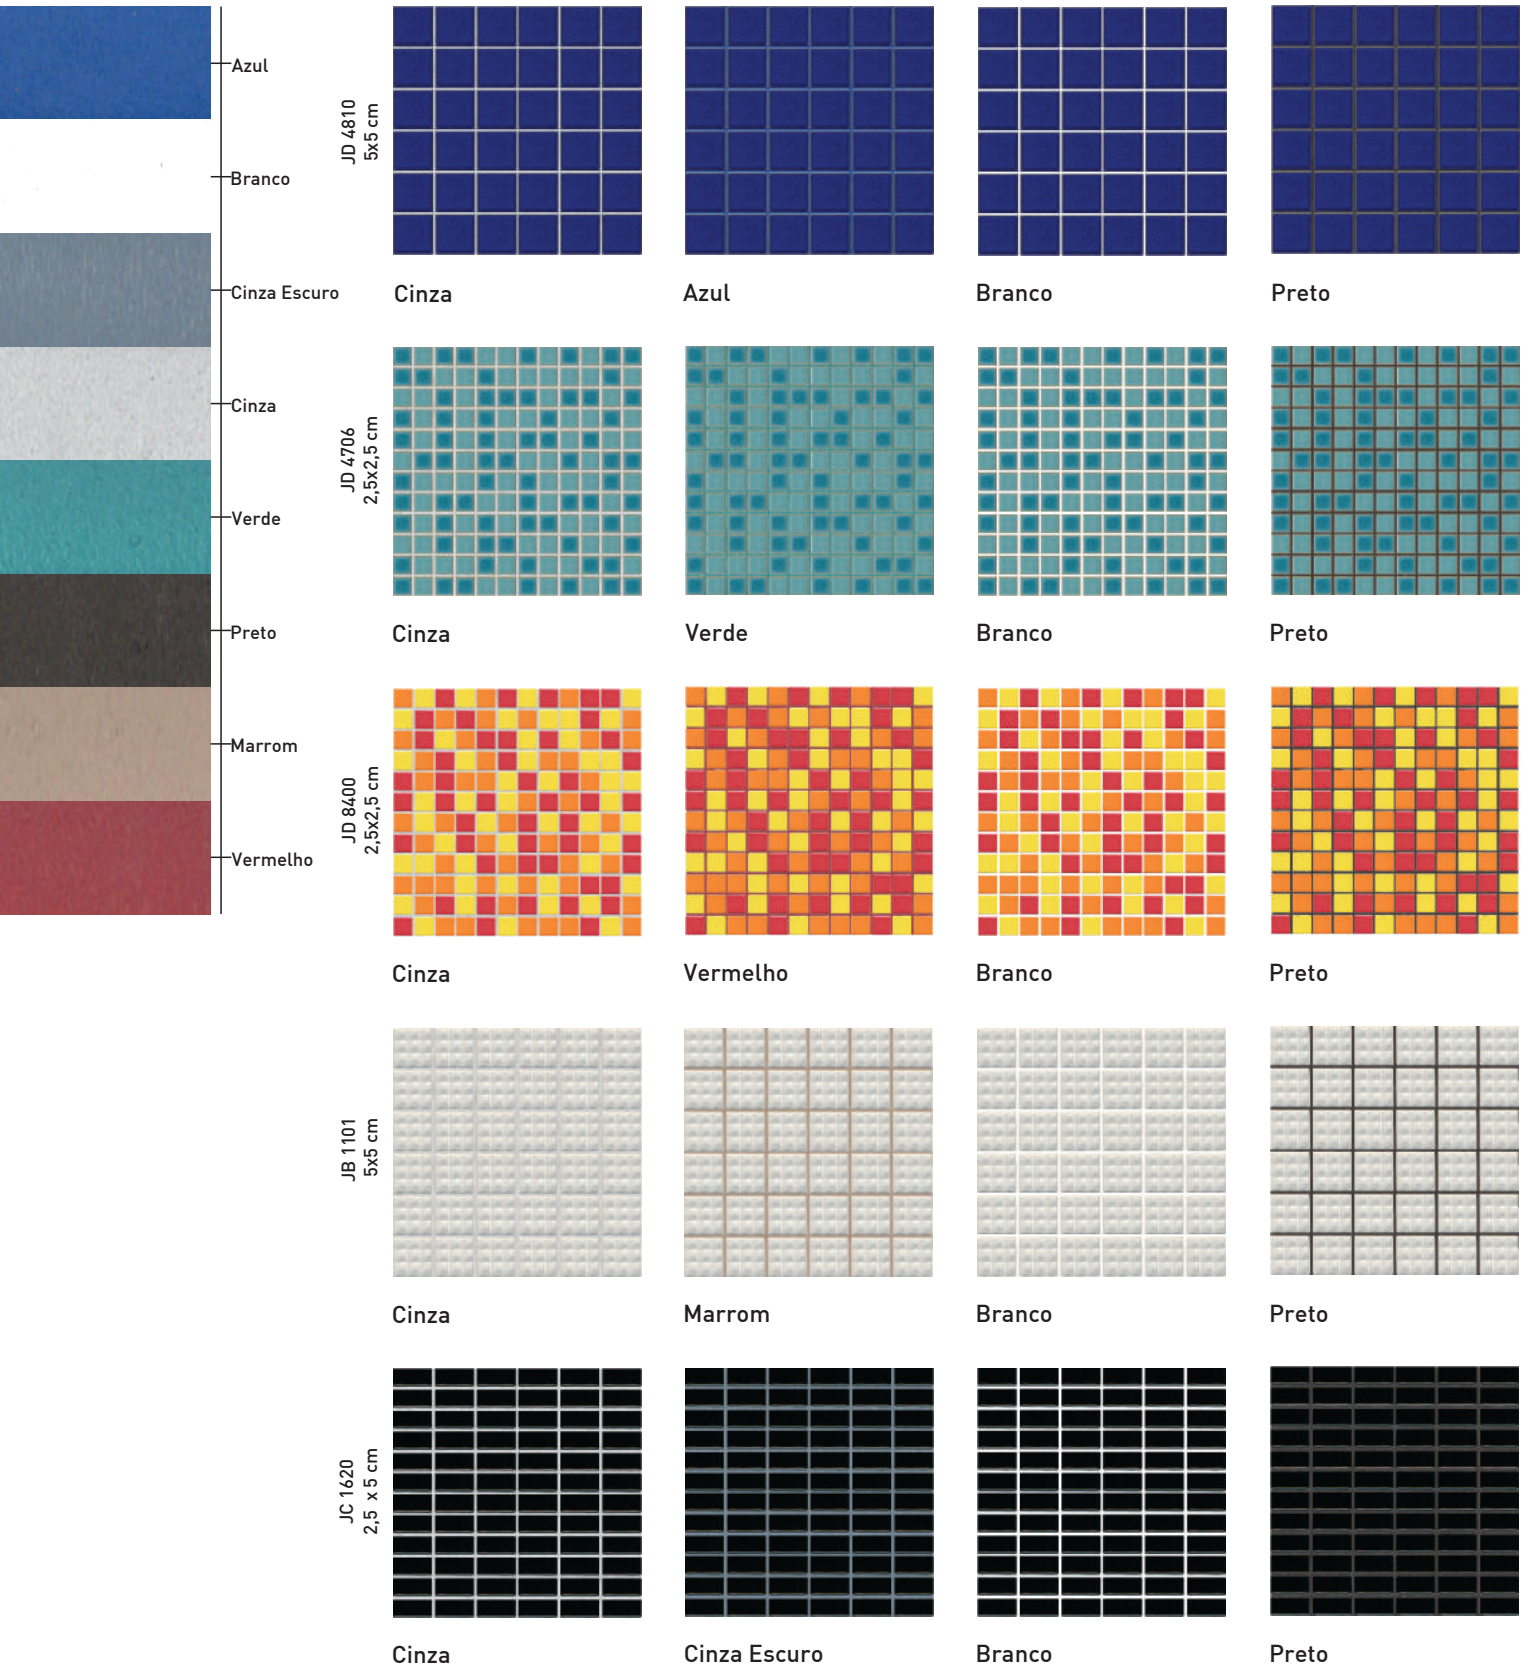 Azul
Branco
Cinza Escuro
Cinza
Verde
Preto
Marrom
Vermelho
JD 4810
5x5 cm
Cinza
Azul
Branco
Preto
JD 4706
2,5x2,5 cm
Cinza
Verde
Branco
Preto
JD 8400
2,5x2,5 cm
Cinza
Vermelho
Branco
Preto
JB 1101
5x5 cm
Cinza
Marrom
Branco
Preto
JC 1620
2,5 x 5 cm
Cinza
Cinza Escuro
Branco
Preto